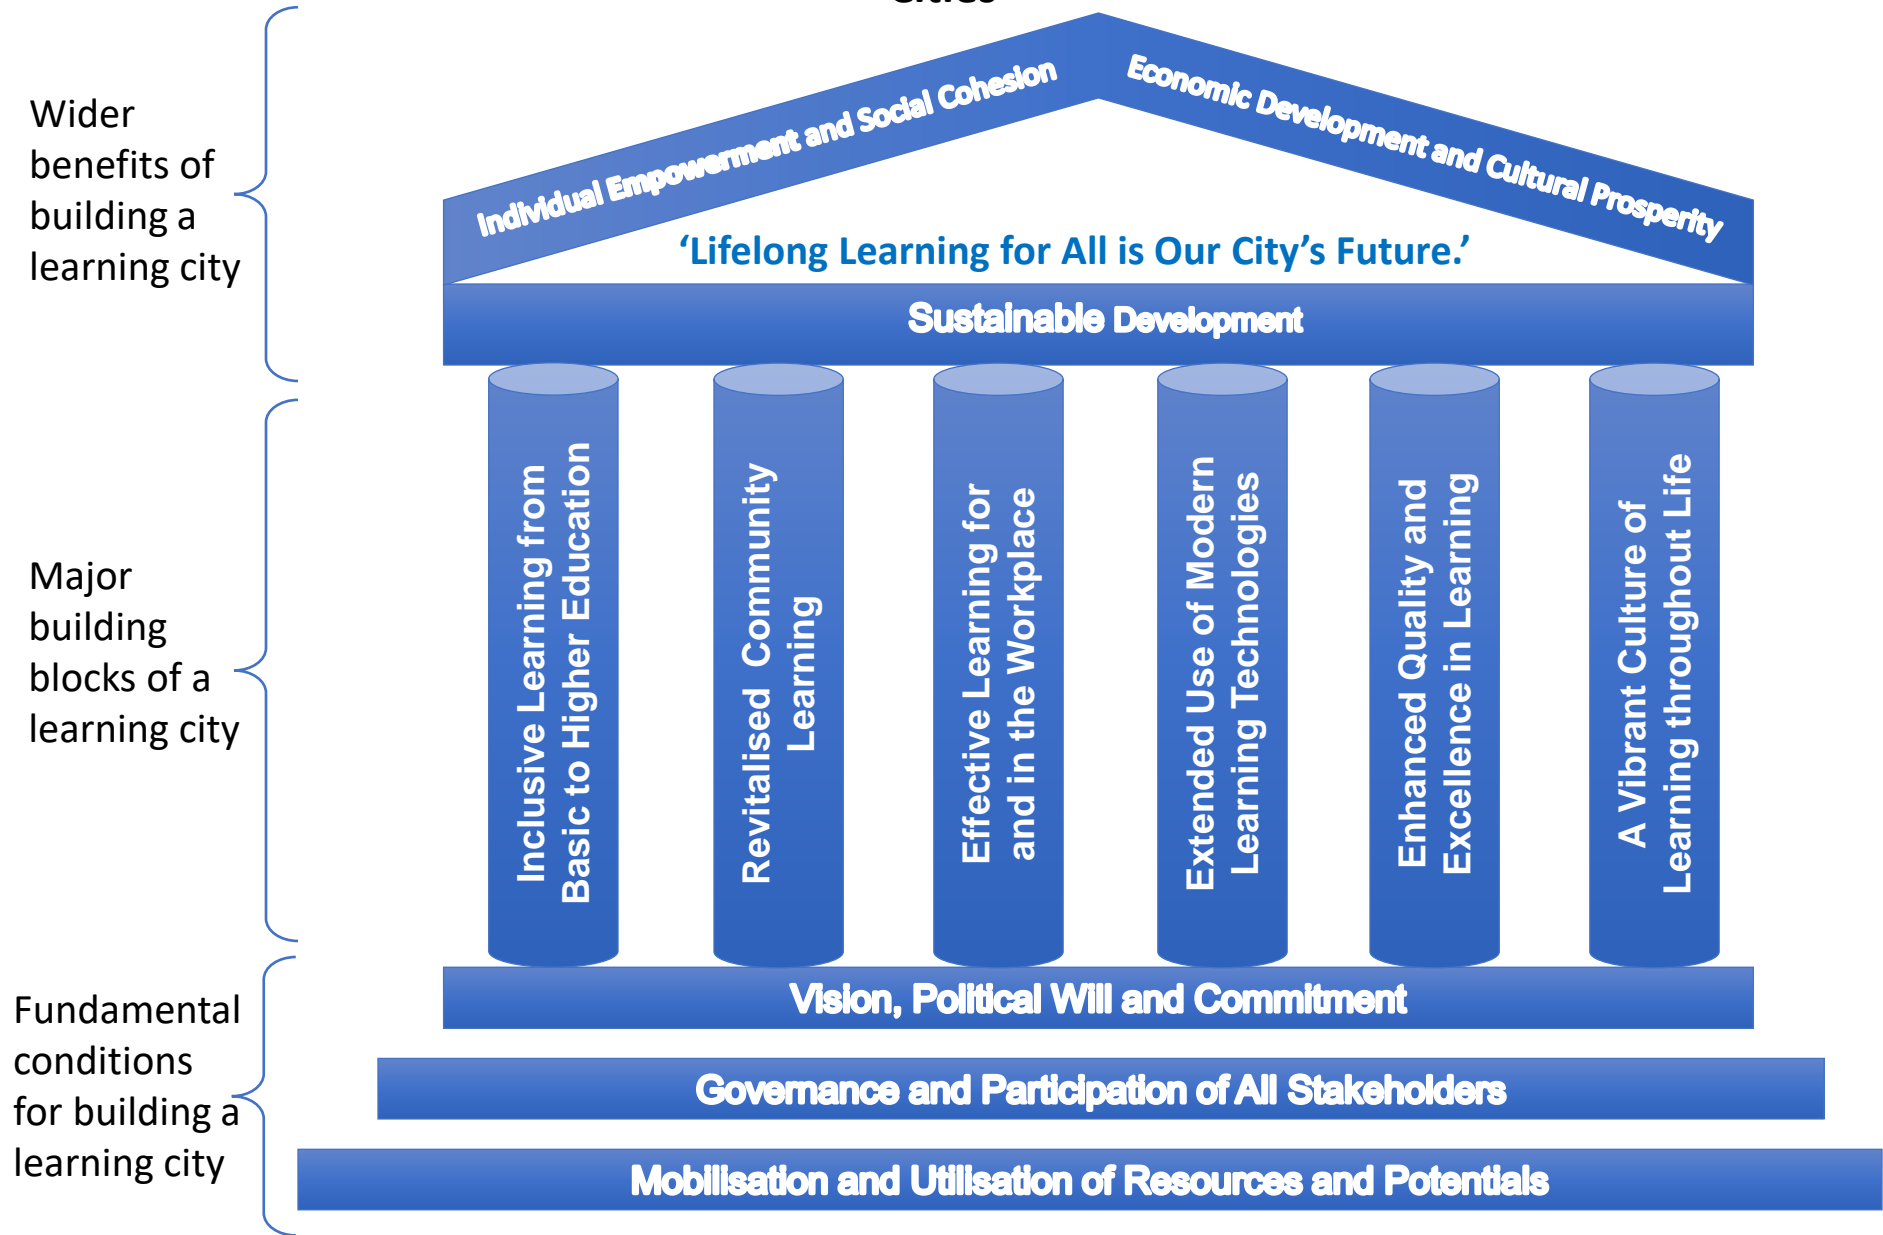 Cities
Wider
benefits of
building a
learning city
Individual Empowerment and Social Cohesion
Economic Development and Cultural Prosperity
‘Lifelong Learning for All is Our City’s Future.’
Sustainable Development
Major
building
blocks of a
learning city
Inclusive Learning from
Basic to Higher Education
Revitalised Community
Learning
Effective Learning for
and in the Workplace
Extended Use of Modern
Learning Technologies
Enhanced Quality and
Excellence in Learning
A Vibrant Culture of
Learning throughout Life
Fundamental
conditions
for building a
learning city
Vision, Political Will and Commitment
Governance and Participation of All Stakeholders
Mobilisation and Utilisation of Resources and Potentials